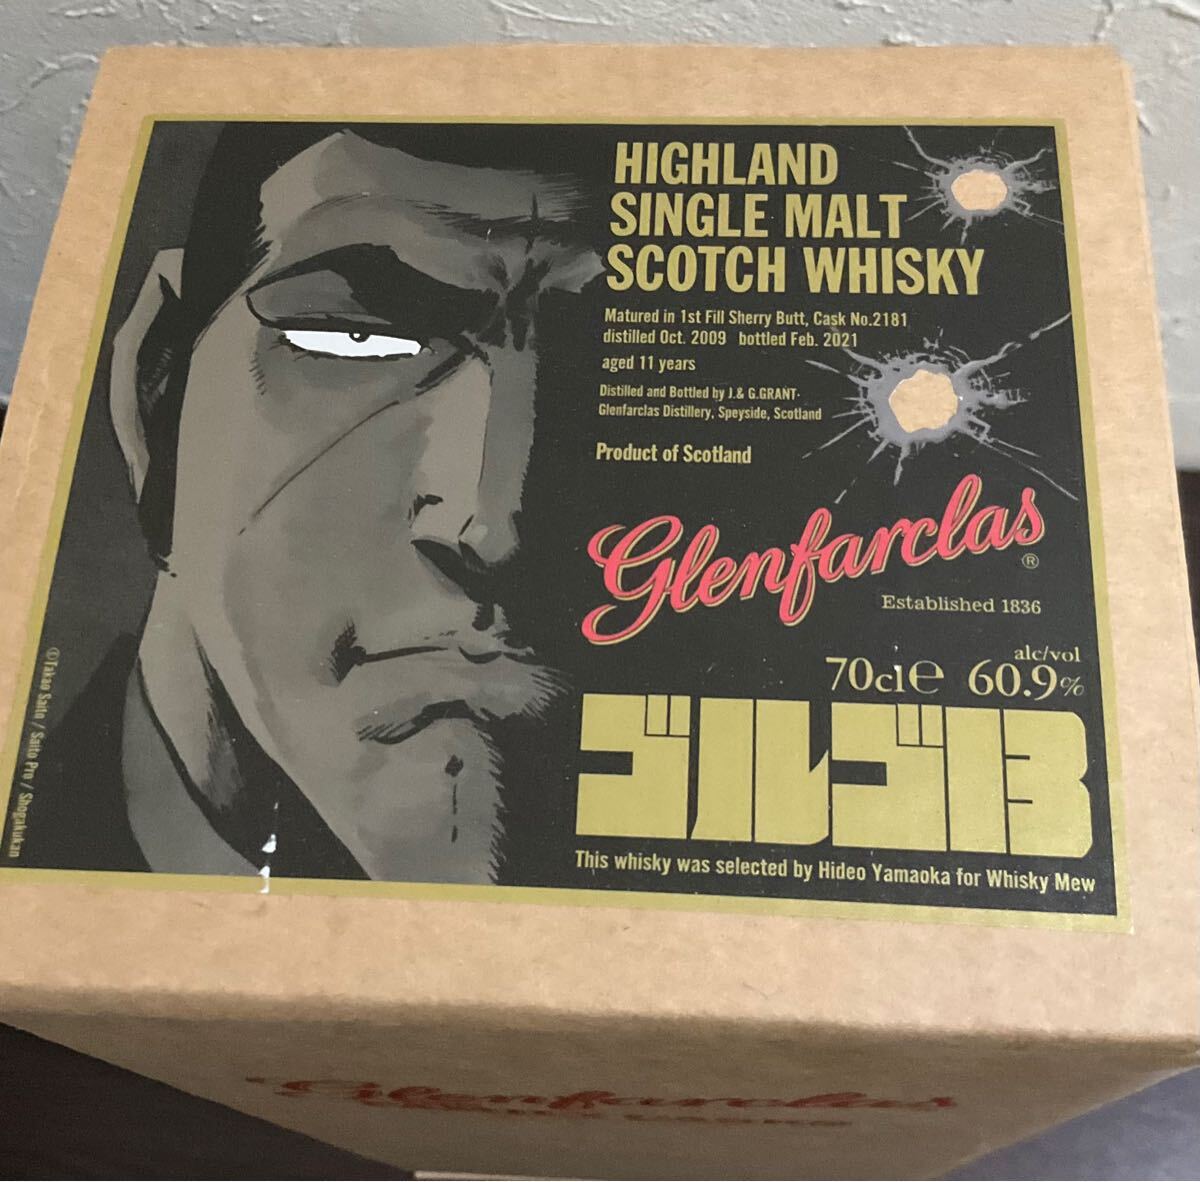 HIGHLAND
SINGLE MALT
SCOTCH WHISKY
Matured in 1st Fill Sherry Butt, Cask No.2181
distilled Oct. 2009 bottled Feb. 2021
aged 11 years
Distilled and Bottled by J.& G.GRANT·
Glenfarclas Distillery, Speyside, Scotland
Product of Scotland
Glenfarclas
®
Established 1836
alc/vol
70cl℮ 60.9%
ゴルゴ13
This whisky was selected by Hideo Yamaoka for Whisky Mew
©Takao Saito / Saito Pro / Shogakukan
Glenfarclas